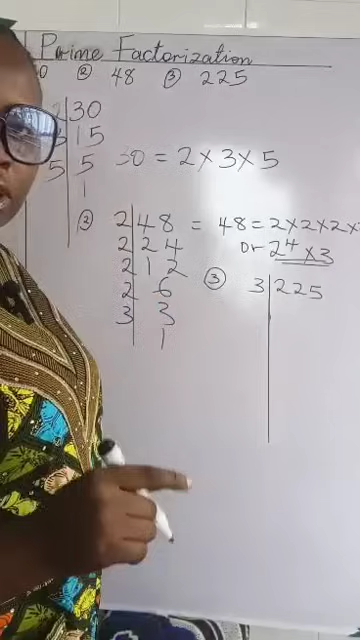 Prime Factorization
0 ② 48 ③ 225
2 | 30
3 | 15
5 | 5
1
30 = 2 × 3 × 5
② 2 | 48 = 48 = 2×2×2×
2 | 24 or 2⁴ × 3
2 | 12
2 | 6
3 | 3
1
③ 3 | 225